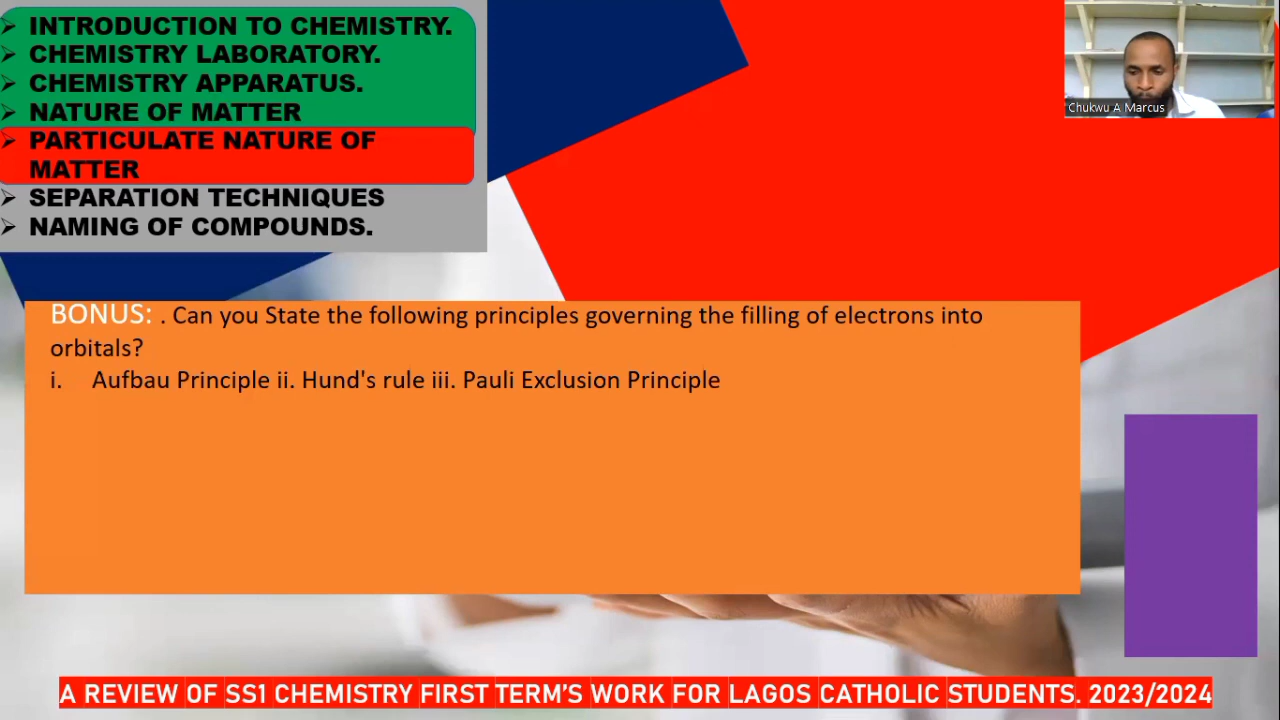 ➢ INTRODUCTION TO CHEMISTRY.
➢ CHEMISTRY LABORATORY.
➢ CHEMISTRY APPARATUS.
➢ NATURE OF MATTER
➢ PARTICULATE NATURE OF
MATTER
➢ SEPARATION TECHNIQUES
➢ NAMING OF COMPOUNDS.
Chukwu A Marcus
BONUS: . Can you State the following principles governing the filling of electrons into
orbitals?
i. Aufbau Principle ii. Hund's rule iii. Pauli Exclusion Principle
A REVIEW OF SS1 CHEMISTRY FIRST TERM'S WORK FOR LAGOS CATHOLIC STUDENTS. 2023/2024